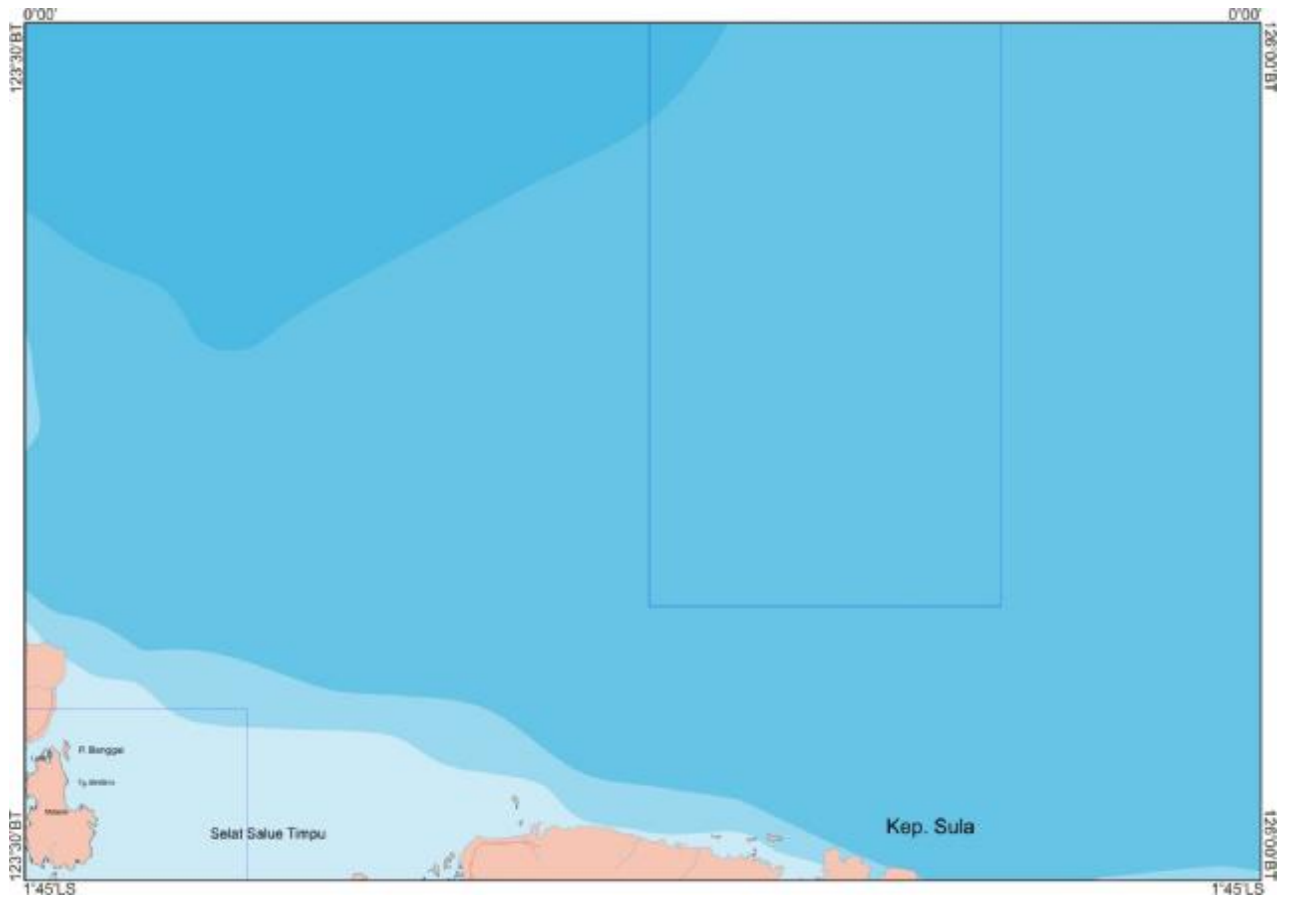 0°00'
0°00'
123°30'BT
126°00'BT
P. Banggai
Kep. Sula
Selat Salue Timpu
123°30'BT
126°00'BT
1°45'LS
1°45'LS